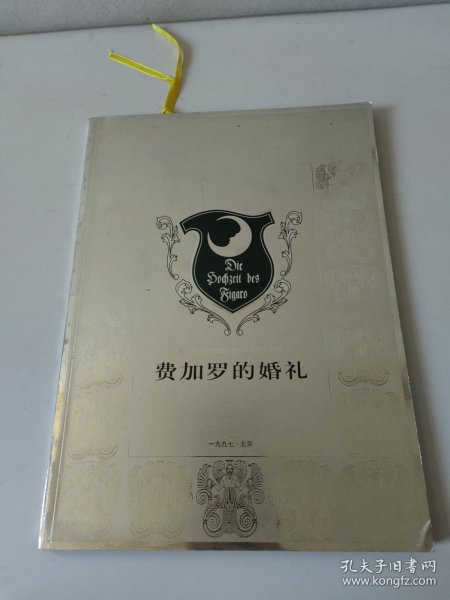 Die
Hochzeit des
Figaro
费加罗的婚礼
一九九七·北京
孔夫子旧书网
www.kongfz.com